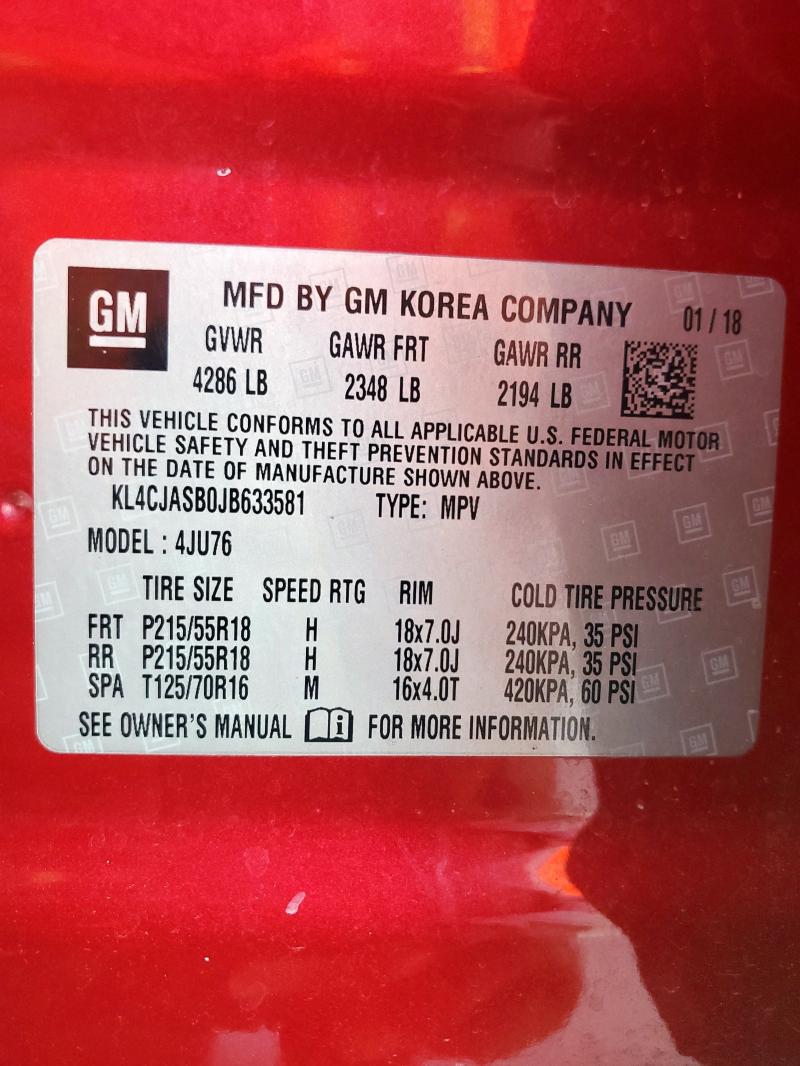 GM MFD BY GM KOREA COMPANY 01/18
GVWR GAWR FRT GAWR RR
4286 LB 2348 LB 2194 LB
THIS VEHICLE CONFORMS TO ALL APPLICABLE U.S. FEDERAL MOTOR
VEHICLE SAFETY AND THEFT PREVENTION STANDARDS IN EFFECT
ON THE DATE OF MANUFACTURE SHOWN ABOVE.
KL4CJASB0JB633581 TYPE: MPV
MODEL : 4JU76
TIRE SIZE SPEED RTG RIM COLD TIRE PRESSURE
FRT P215/55R18 H 18x7.0J 240KPA, 35 PSI
RR P215/55R18 H 18x7.0J 240KPA, 35 PSI
SPA T125/70R16 M 16x4.0T 420KPA, 60 PSI
SEE OWNER'S MANUAL i FOR MORE INFORMATION.